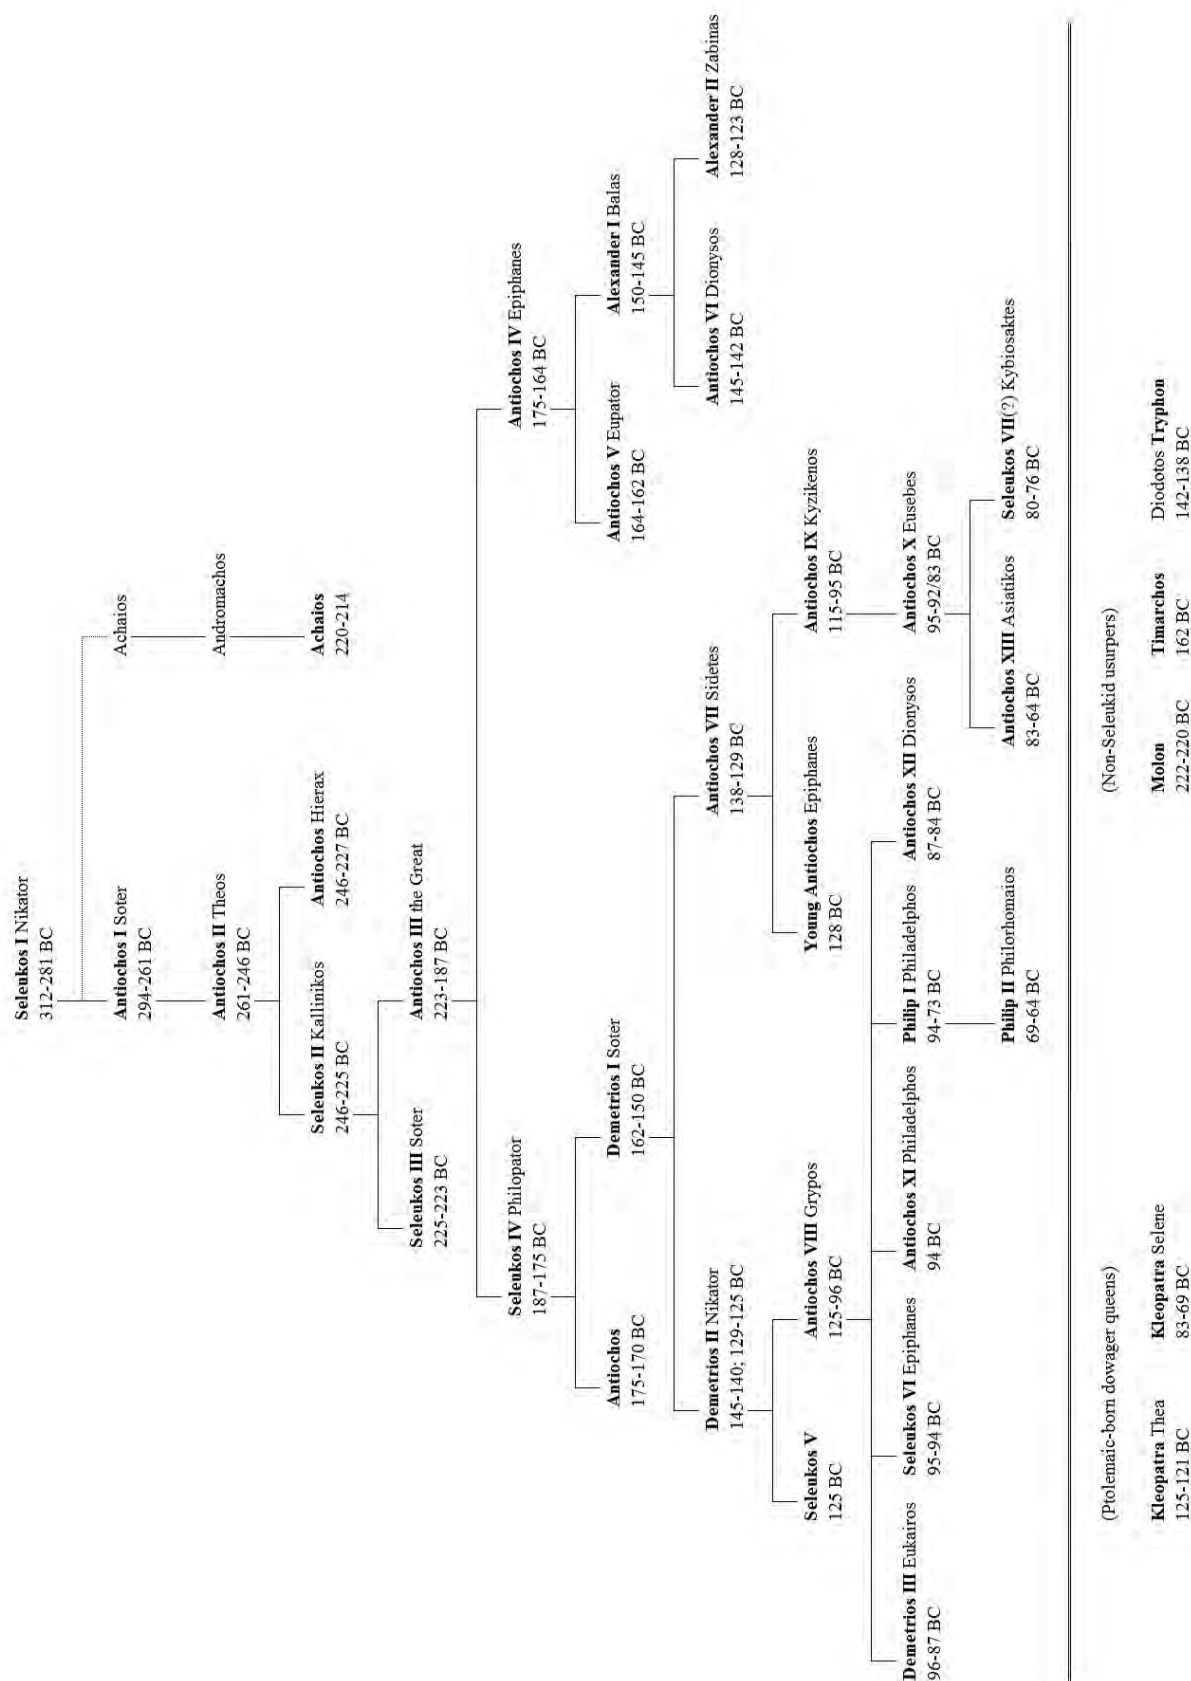 Seleukos I Nikator
312-281 BC
Antiochos I Soter
294-261 BC
Achaios
Antiochos II Theos
261-246 BC
Andromachos
Seleukos II Kallinikos
246-225 BC
Antiochos Hierax
246-227 BC
Achaios
220-214
Seleukos III Soter
225-223 BC
Antiochos III the Great
223-187 BC
Seleukos IV Philopator
187-175 BC
Antiochos IV Epiphanes
175-164 BC
Antiochos
175-170 BC
Demetrios I Soter
162-150 BC
Antiochos V Eupator
164-162 BC
Alexander I Balas
150-145 BC
Demetrios II Nikator
145-140; 129-125 BC
Antiochos VII Sidetes
138-129 BC
Antiochos VI Dionysos
145-142 BC
Alexander II Zabinas
128-123 BC
Seleukos V
125 BC
Antiochos VIII Grypos
125-96 BC
Young Antiochos Epiphanes
128 BC
Antiochos IX Kyzikenos
115-95 BC
Demetrios III Eukairos
96-87 BC
Seleukos VI Epiphanes
95-94 BC
Antiochos XI Philadelphos
94 BC
Philip I Philadelphos
94-73 BC
Antiochos XII Dionysos
87-84 BC
Antiochos X Eusebes
95-92/83 BC
Philip II Philorhomaios
69-64 BC
Antiochos XIII Asiatikos
83-64 BC
Seleukos VII(?) Kybiosaktes
80-76 BC
(Ptolemaic-born dowager queens)
Kleopatra Thea
125-121 BC
Kleopatra Selene
83-69 BC
(Non-Seleukid usurpers)
Molon
222-220 BC
Timarchos
162 BC
Diodotos Tryphon
142-138 BC